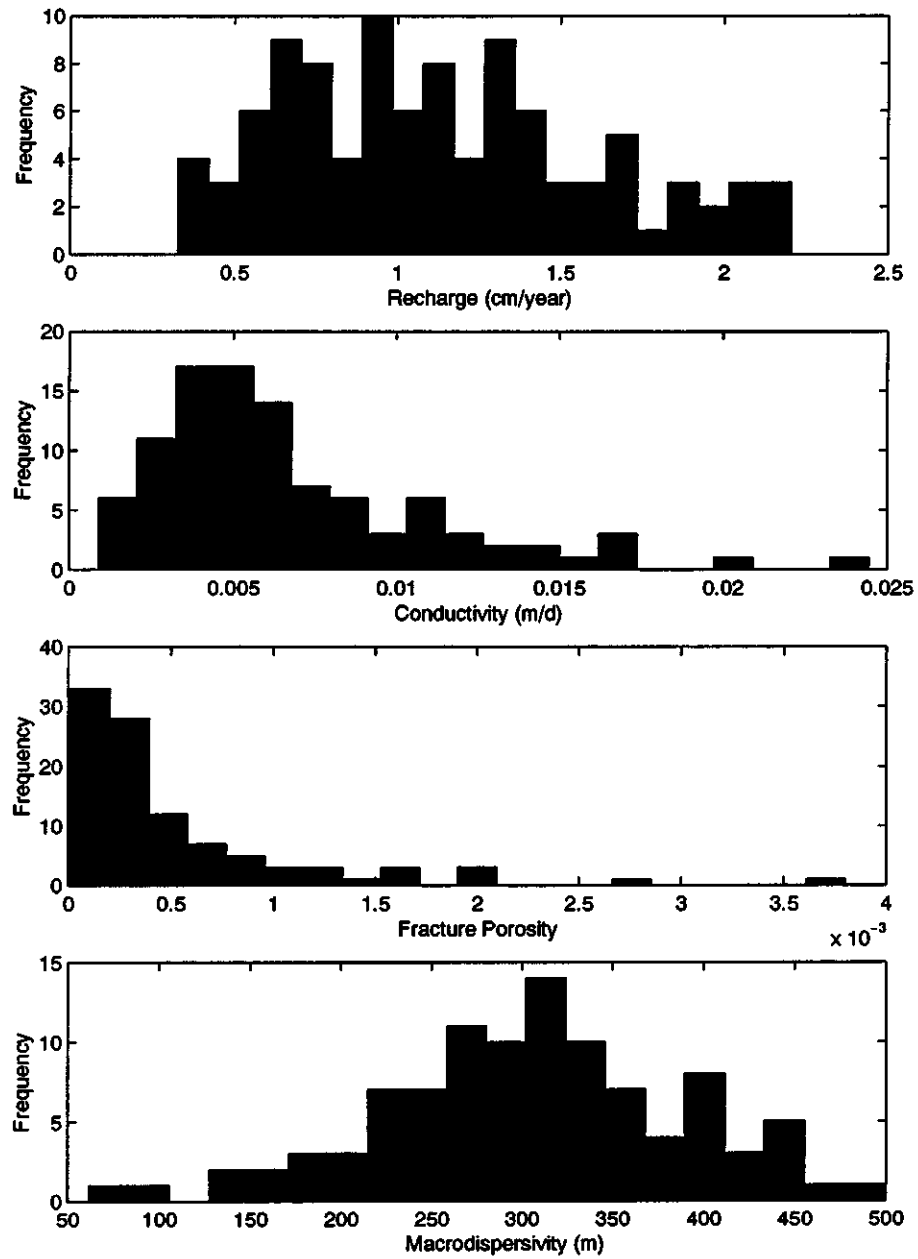 10
8
6
4
2
0
Frequency
0 0.5 1 1.5 2 2.5
Recharge (cm/year)
20
15
10
5
0
Frequency
0 0.005 0.01 0.015 0.02 0.025
Conductivity (m/d)
40
30
20
10
0
Frequency
0 0.5 1 1.5 2 2.5 3 3.5 4
Fracture Porosity
x 10⁻³
15
10
5
0
Frequency
50 100 150 200 250 300 350 400 450 500
Macrodispersivity (m)